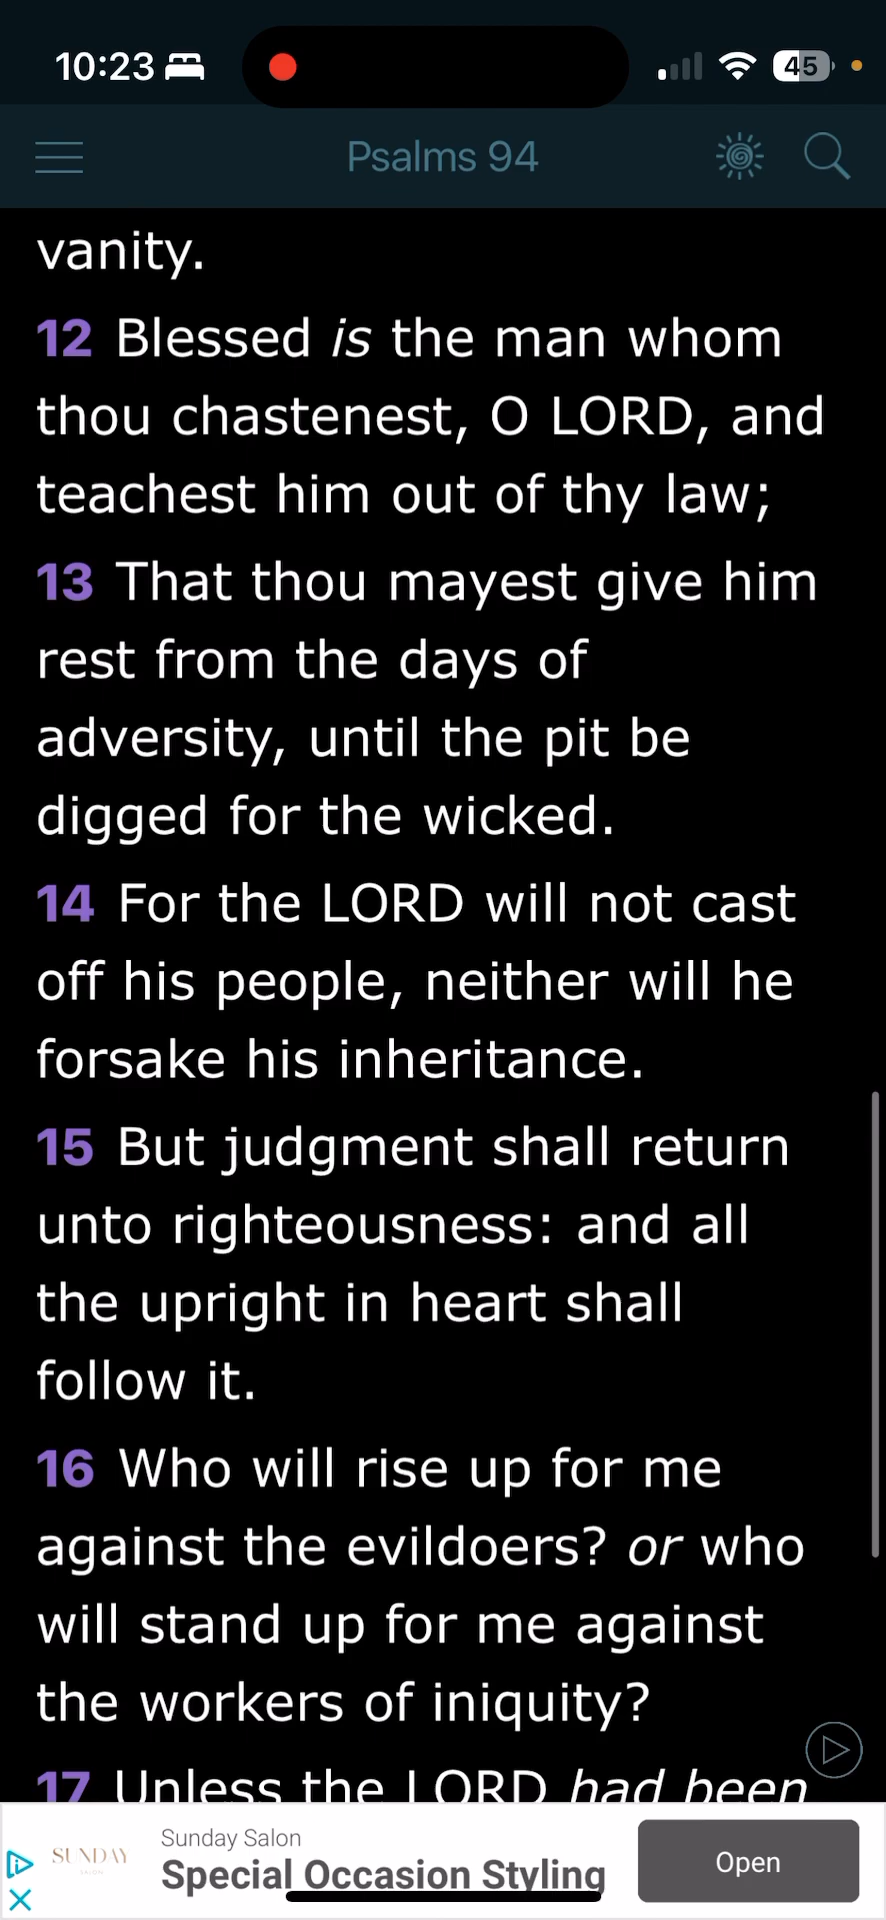 10:23
45
Psalms 94
vanity.
12 Blessed is the man whom
thou chastenest, O LORD, and
teachest him out of thy law;
13 That thou mayest give him
rest from the days of
adversity, until the pit be
digged for the wicked.
14 For the LORD will not cast
off his people, neither will he
forsake his inheritance.
15 But judgment shall return
unto righteousness: and all
the upright in heart shall
follow it.
16 Who will rise up for me
against the evildoers? or who
will stand up for me against
the workers of iniquity?
17 Unless the LORD had been
SUNDAY
SALON
Sunday Salon
Special Occasion Styling
Open